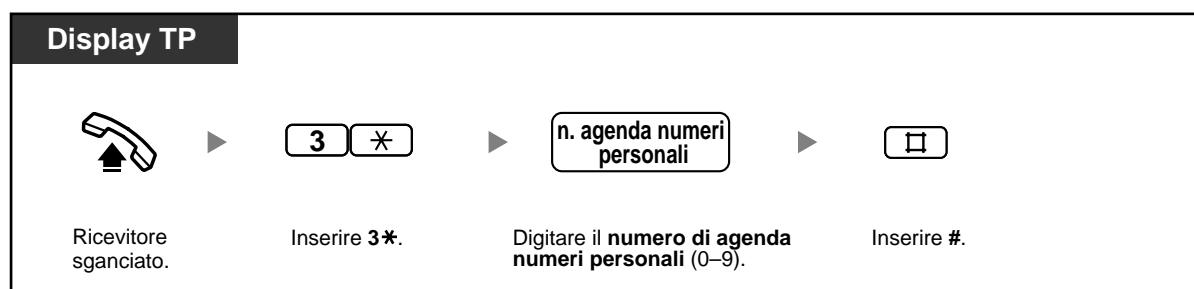 Display TP
3 *
n. agenda numeri
personali
#
Ricevitore
sganciato.
Inserire 3*.
Digitare il numero di agenda
numeri personali (0–9).
Inserire #.